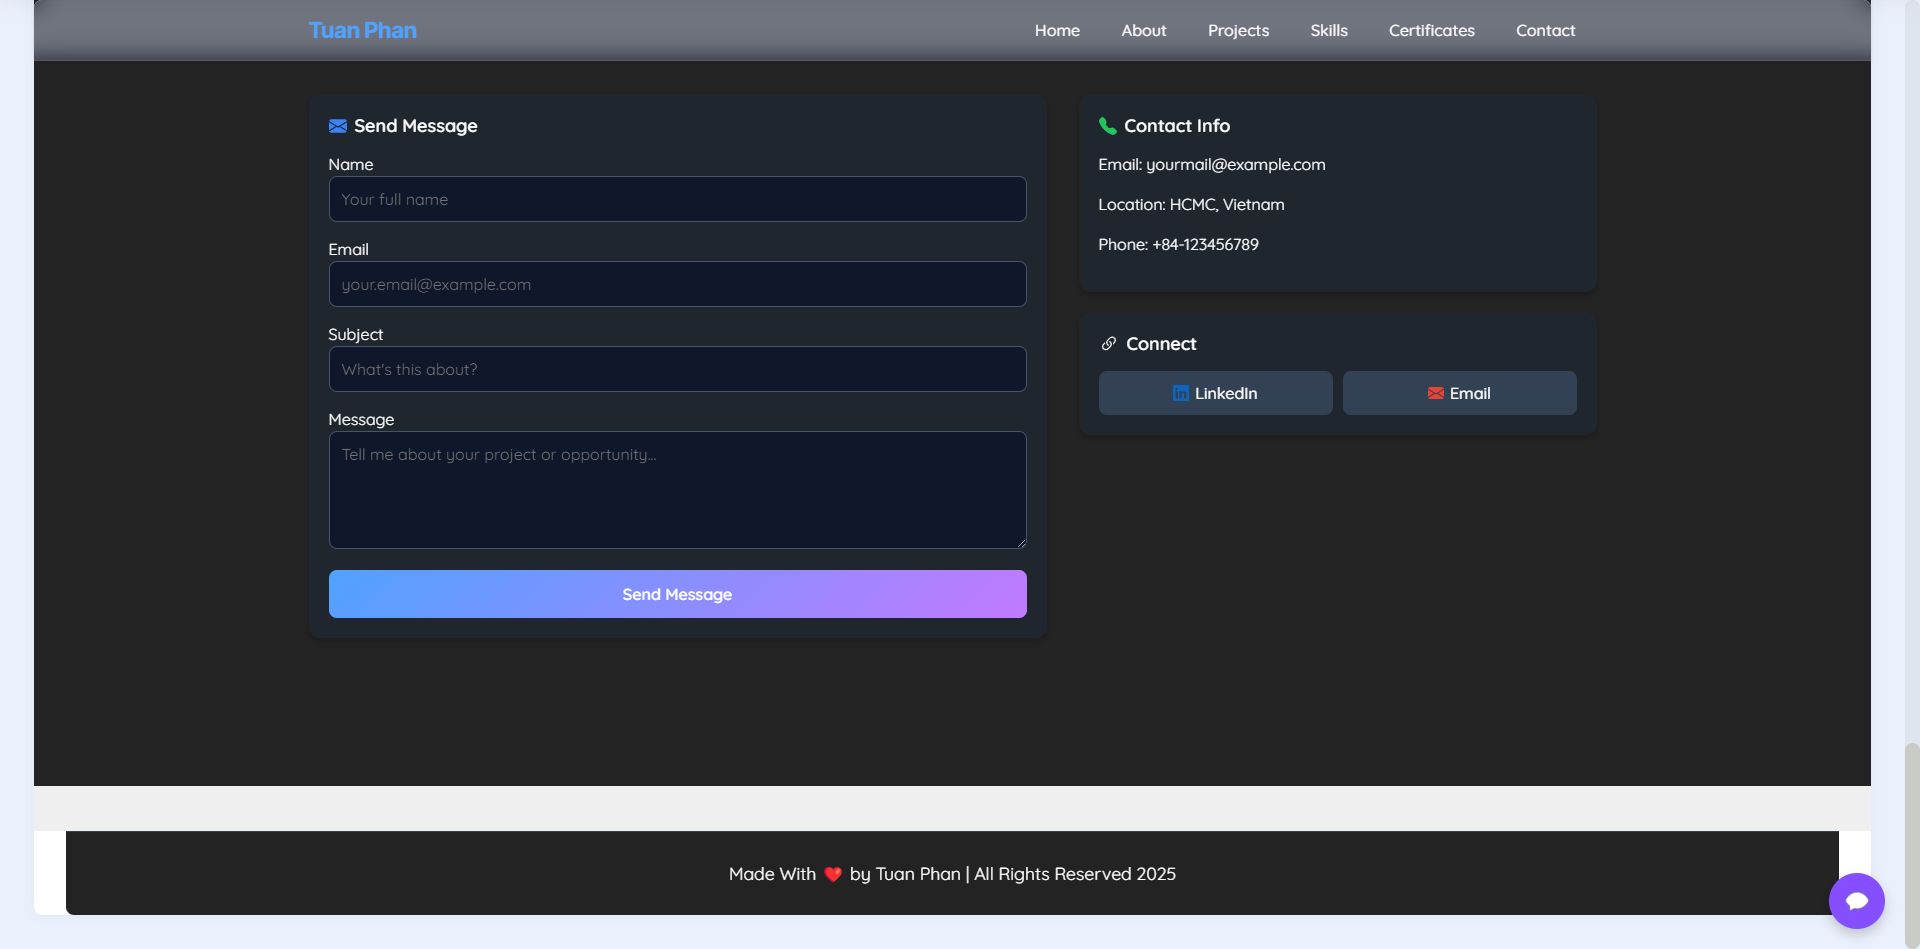 Tuan Phan
Home About Projects Skills Certificates Contact
Send Message
Name
Your full name
Email
your.email@example.com
Subject
What's this about?
Message
Tell me about your project or opportunity...
Send Message
Contact Info
Email: yourmail@example.com
Location: HCMC, Vietnam
Phone: +84-123456789
Connect
LinkedIn
Email
Made With ❤️ by Tuan Phan | All Rights Reserved 2025